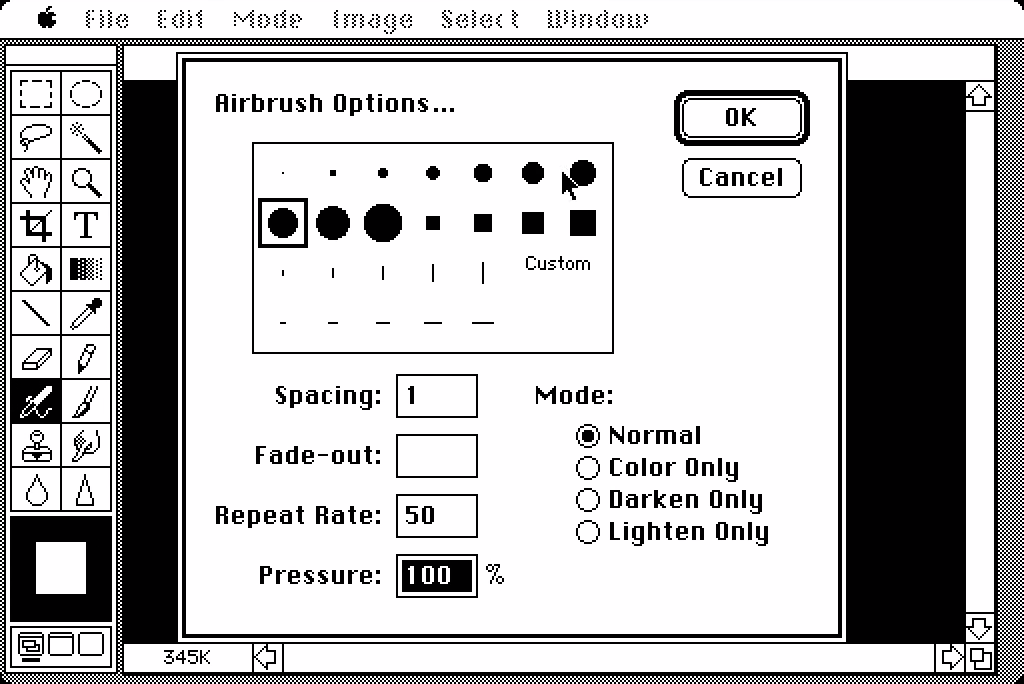 File Edit Mode Image Select Window
Airbrush Options...
OK
Cancel
T
Custom
Spacing: 1
Mode:
Normal
Fade-out:
Color Only
Darken Only
Repeat Rate: 50
Lighten Only
Pressure: 100 %
345K